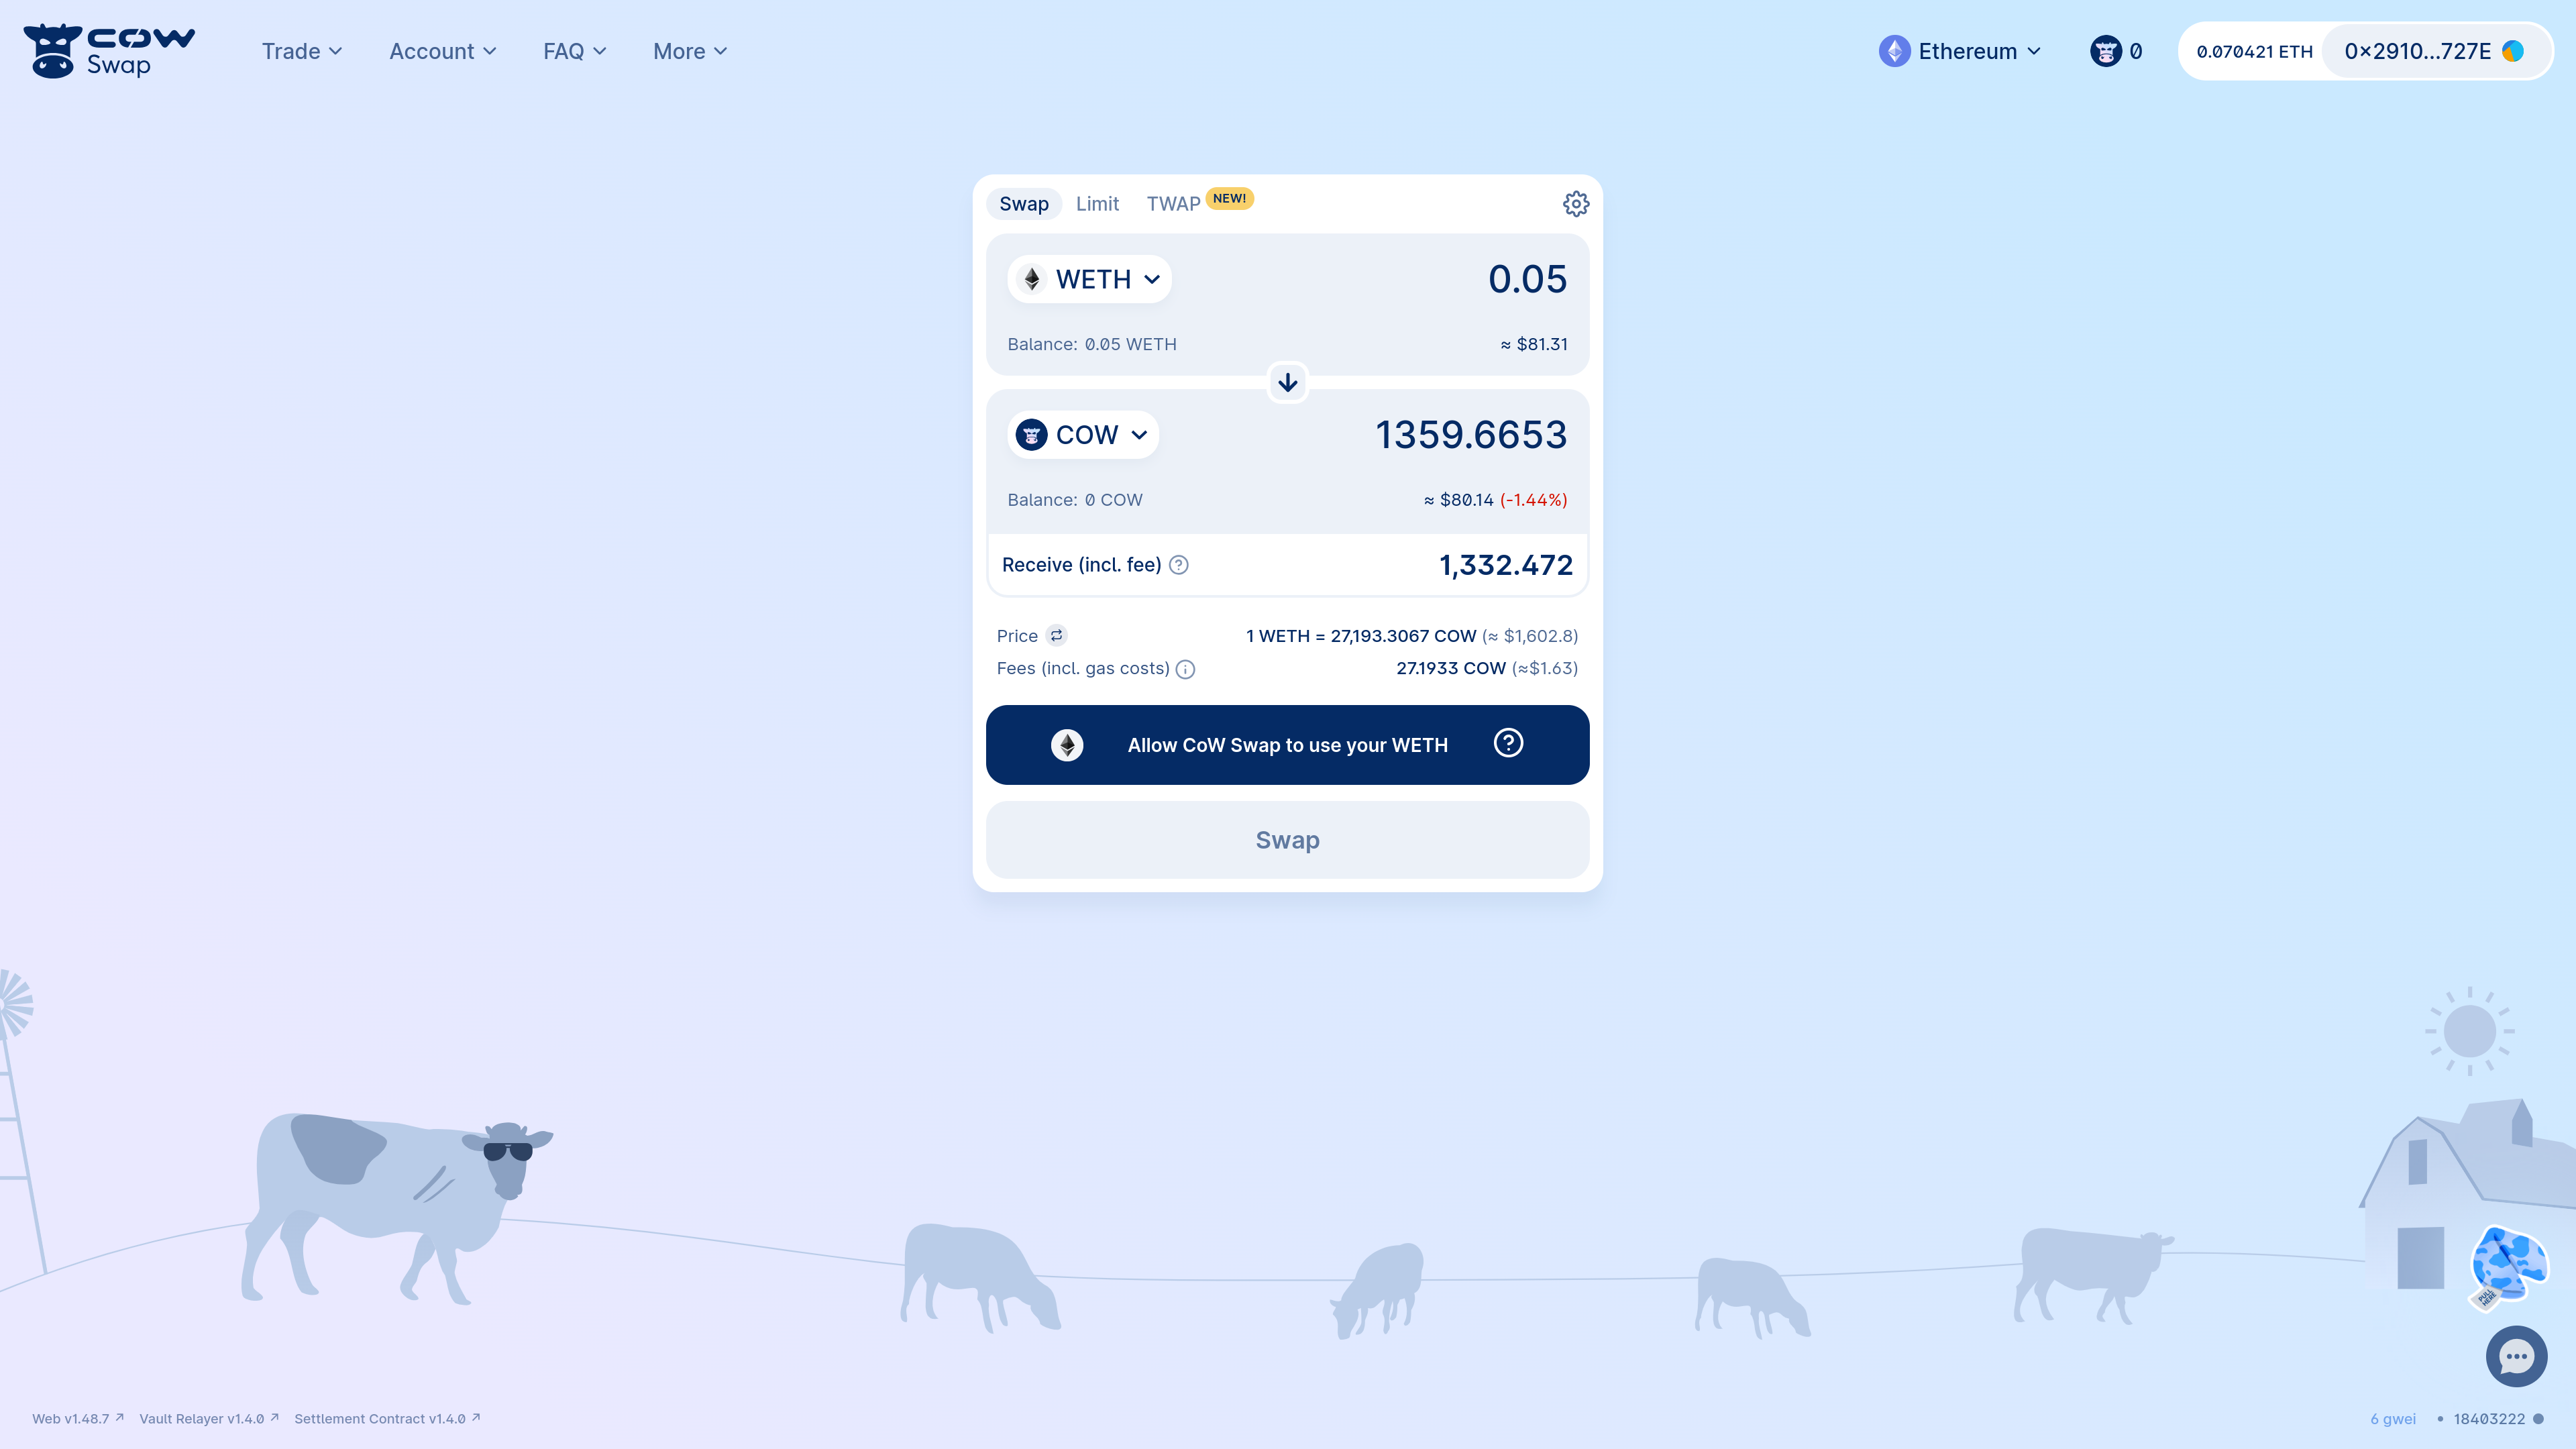 COW
Swap
Trade
Account
FAQ
More
Ethereum
0
0.070421 ETH
0×2910...727E
Swap
Limit
TWAP
NEW!
WETH
0.05
Balance: 0.05 WETH
≈ $81.31
COW
1359.6653
Balance: 0 COW
≈ $80.14 (-1.44%)
Receive (incl. fee)
1,332.472
Price
1 WETH = 27,193.3067 COW (≈ $1,602.8)
Fees (incl. gas costs)
27.1933 COW (≈$1.63)
Allow CoW Swap to use your WETH
Swap
PULL
HERE
Web v1.48.7 ↗
Vault Relayer v1.4.0 ↗
Settlement Contract v1.4.0 ↗
6 gwei
• 18403222